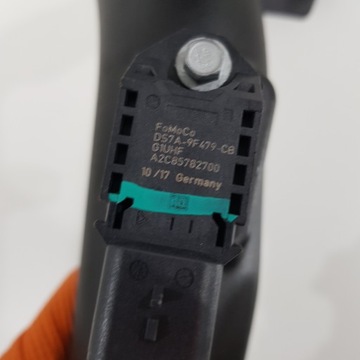 FoMoCo
DS7A-9F479-CB
G1UHF
A2C85782700
10/17 Germany